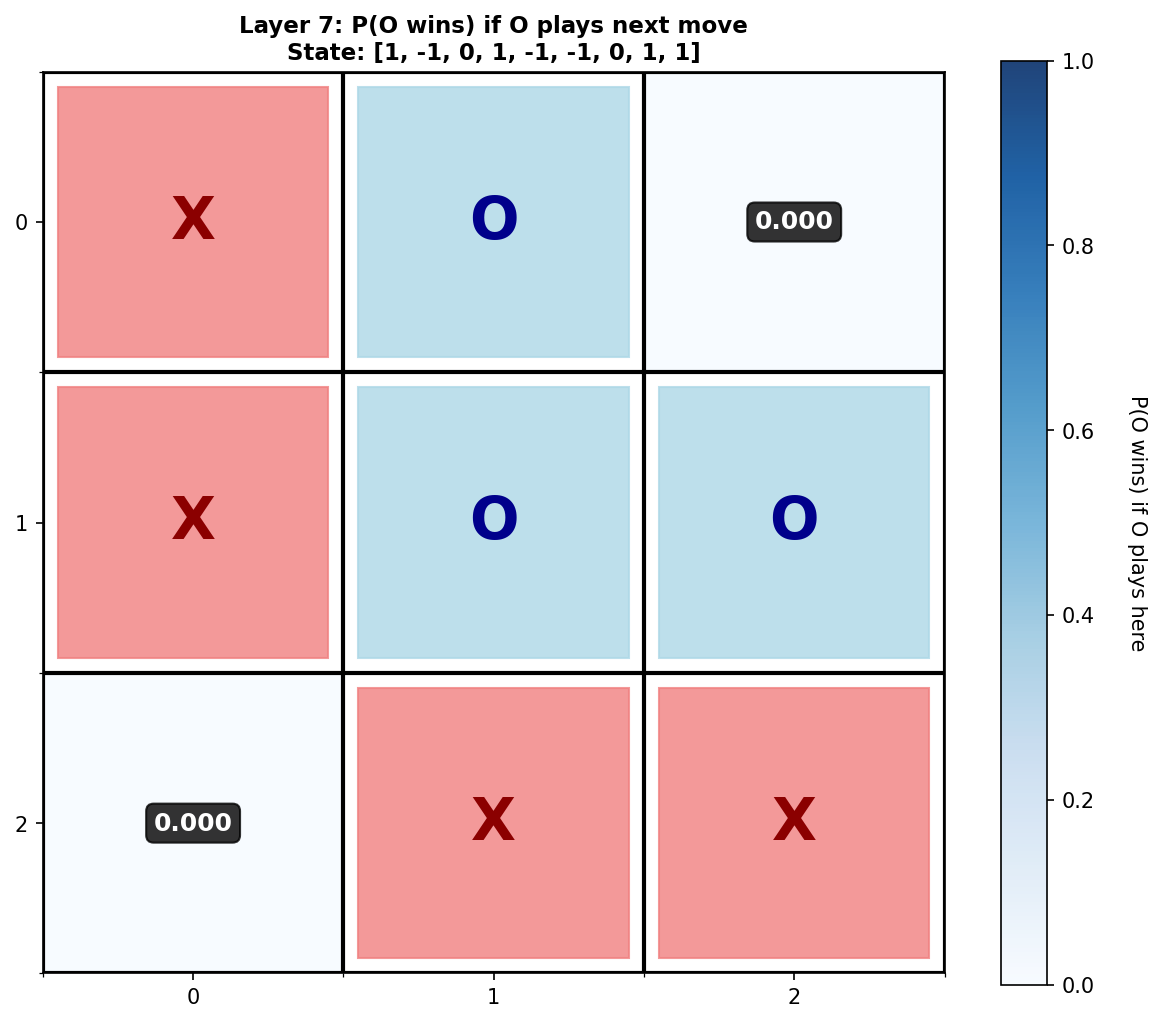 Layer 7: P(O wins) if O plays next move
State: [1, -1, 0, 1, -1, -1, 0, 1, 1]
X O 0.000
X O O
0.000 X X
0
1
2
0 1 2
1.0
0.8
0.6
0.4
0.2
0.0
P(O wins) if O plays here